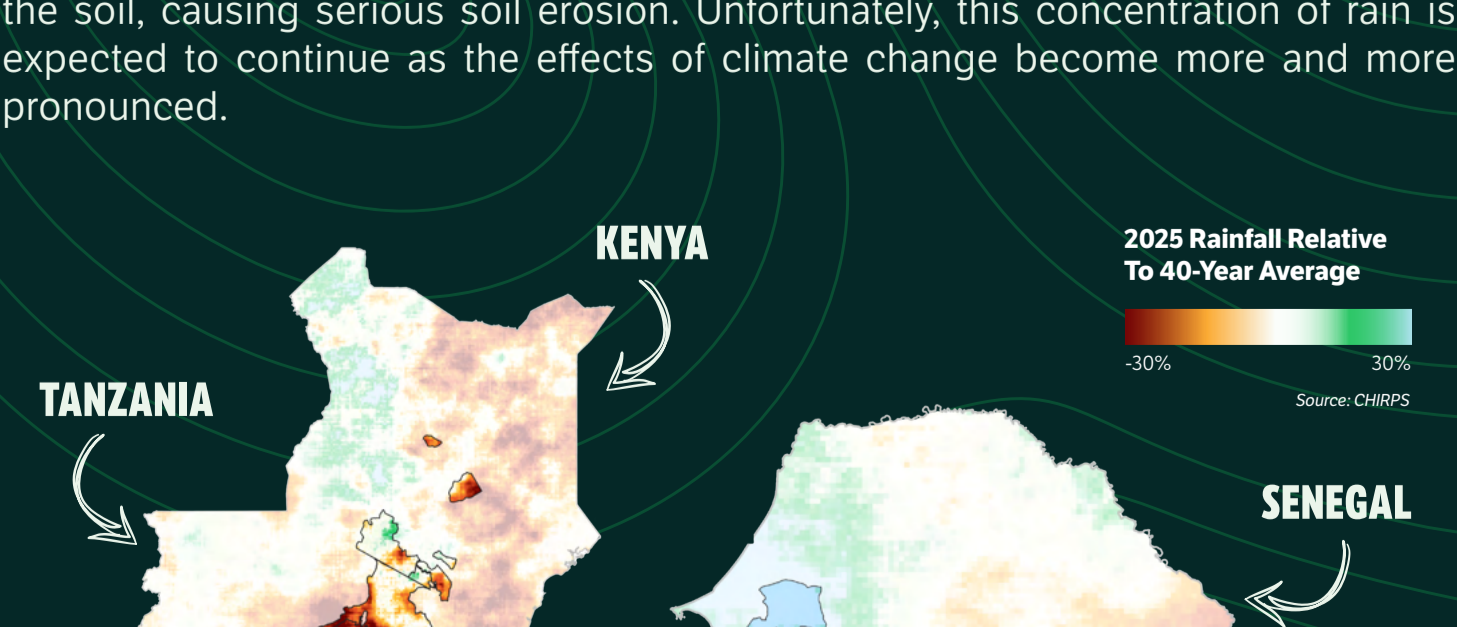 the soil, causing serious soil erosion. Unfortunately, this concentration of rain is
expected to continue as the effects of climate change become more and more
pronounced.
KENYA
2025 Rainfall Relative
To 40-Year Average
-30% 30%
Source: CHIRPS
TANZANIA
SENEGAL